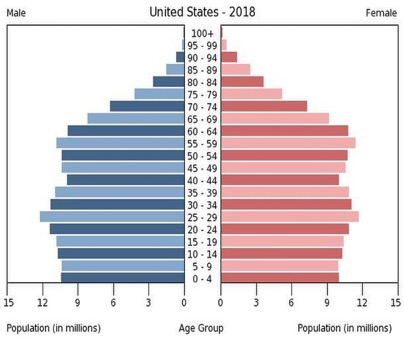 Male United States - 2018 Female
100+
95 - 99
90 - 94
85 - 89
80 - 84
75 - 79
70 - 74
65 - 69
60 - 64
55 - 59
50 - 54
45 - 49
40 - 44
35 - 39
30 - 34
25 - 29
20 - 24
15 - 19
10 - 14
5 - 9
0 - 4
15 12 9 6 3 0 0 3 6 9 12 15
Population (in millions) Age Group Population (in millions)